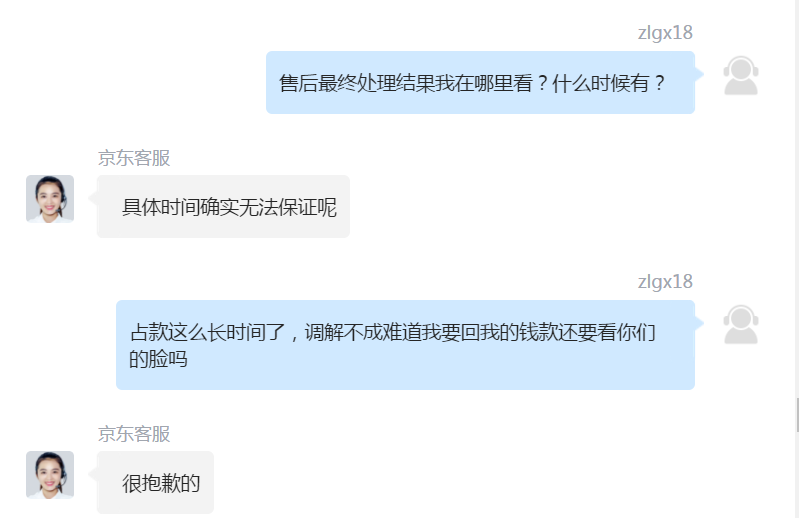 zlgx18
售后最终处理结果我在哪里看？什么时候有？
京东客服
具体时间确实无法保证呢
zlgx18
占款这么长时间了，调解不成难道我要回我的钱款还要看你们
的脸吗
京东客服
很抱歉的